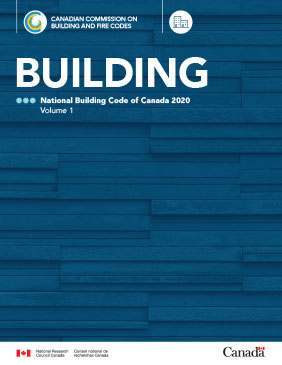 CANADIAN COMMISSION ON
BUILDING AND FIRE CODES
BUILDING
National Building Code of Canada 2020
Volume 1
National Research Council Canada
Conseil national de recherches Canada
Canada